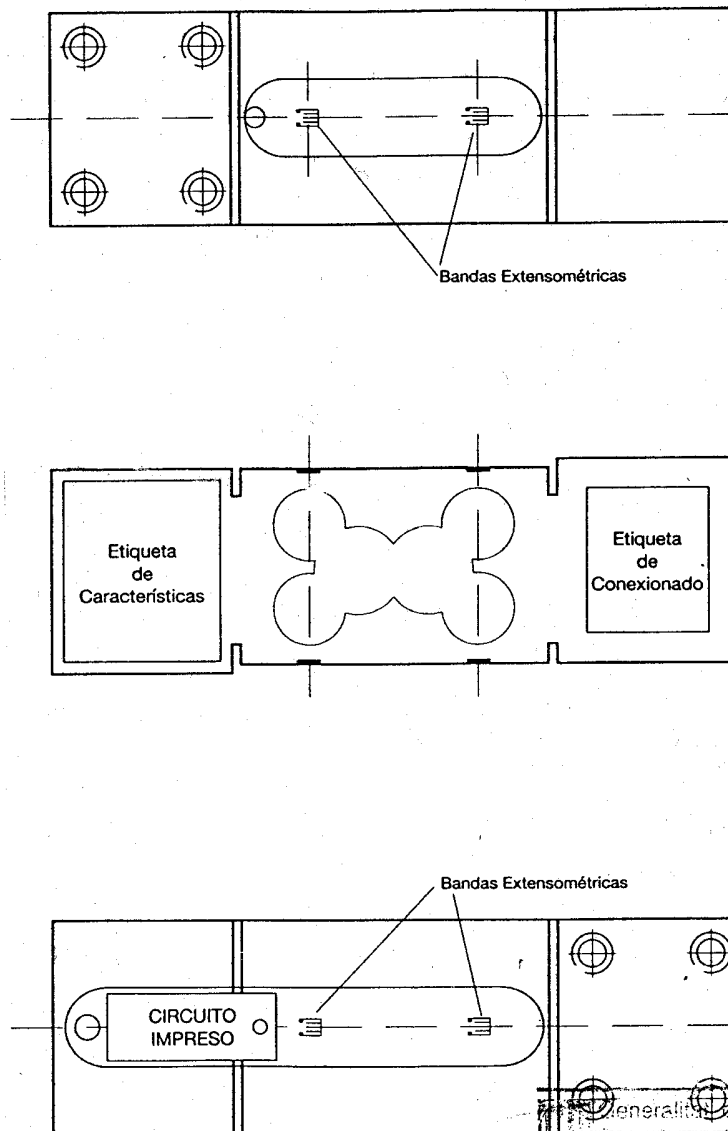 Bandas Extensométricas
Etiqueta
de
Características
Etiqueta
de
Conexionado
Bandas Extensométricas
CIRCUITO
IMPRESO